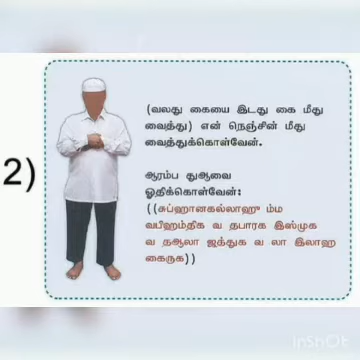 2)
(வலது கையை இடது கை மீது
வைத்து) என் நெஞ்சின் மீது
வைத்துக்கொள்வேன்.
ஆரம்ப துஆவை
ஓதிக்கொள்வேன்:
((சுப்ஹானகல்லாஹு ம்ம
வபிஹம்திக வ தபாரக இஸ்முக
வ தஆலா ஜத்துக வ லா இலாஹ
கைருக))
InShOt